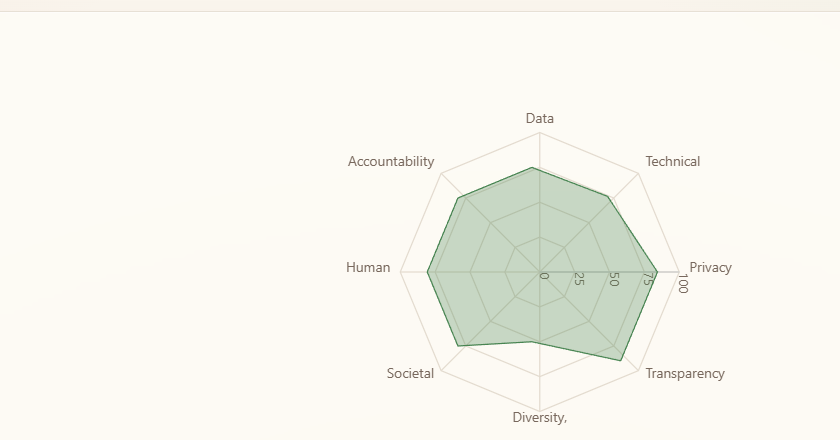 Data
Accountability
Technical
Human
Privacy
0
25
50
75
100
Societal
Transparency
Diversity,